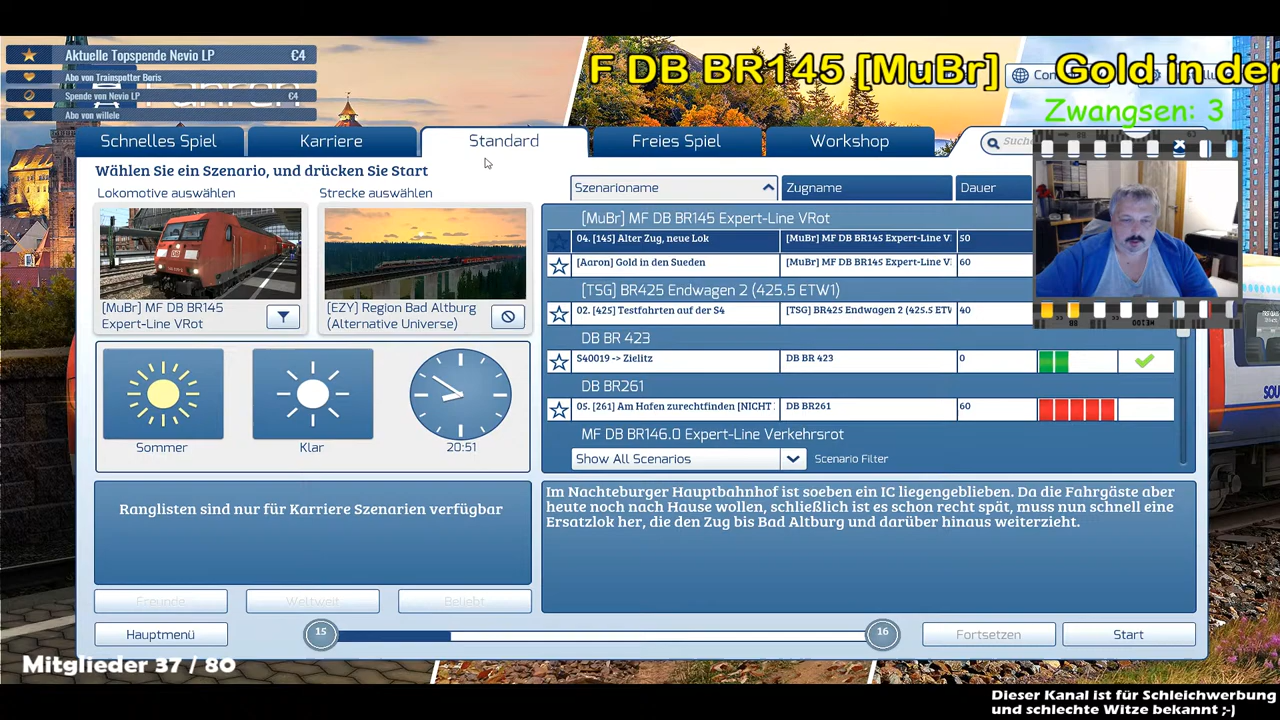 Aktuelle Topspende Nevio LP €4
Abo von Trainspotter Boris
Spende von Nevio LP €4
Abo von willele
Fahren
F DB BR145 [MuBr] Gold in der
Zwangsen: 3
Schnelles Spiel
Karriere
Standard
Freies Spiel
Workshop
Suche
Wählen Sie ein Szenario, und drücken Sie Start
Lokomotive auswählen
Strecke auswählen
[MuBr] MF DB BR145
Expert-Line VRot
[EZY] Region Bad Altburg
(Alternative Universe)
Sommer
Klar
20:51
Szenarioname
Zugname
Dauer
[MuBr] MF DB BR145 Expert-Line VRot
04. [145] Alter Zug, neue Lok [MuBr] MF DB BR145 Expert-Line V 50
[Aaron] Gold in den Sueden [MuBr] MF DB BR145 Expert-Line V 60
[TSG] BR425 Endwagen 2 (425.5 ETW1)
02. [425] Testfahrten auf der S4 [TSG] BR425 Endwagen 2 (425.5 ETW 40
DB BR 423
S40019 -> Zielitz DB BR 423 0
DB BR261
05. [261] Am Hafen zurechtfinden [NICHT DB BR261 60
MF DB BR146.0 Expert-Line Verkehrsrot
Show All Scenarios
Scenario Filter
Ranglisten sind nur für Karriere Szenarien verfügbar
Im Nachteburger Hauptbahnhof ist soeben ein IC liegengeblieben. Da die Fahrgäste aber
heute noch nach Hause wollen, schließlich ist es schon recht spät, muss nun schnell eine
Ersatzlok her, die den Zug bis Bad Altburg und darüber hinaus weiterzieht.
Freunde
Weltweit
Beliebt
Hauptmenü
15
16
Fortsetzen
Start
Mitglieder 37 / 80
Dieser Kanal ist für Schleichwerbung
und schlechte Witze bekannt ;-)